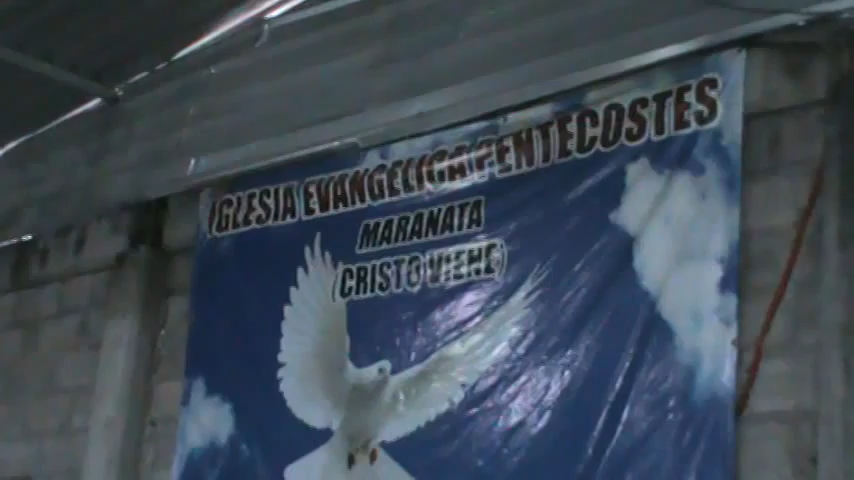 IGLESIA EVANGELICA PENTECOSTES
MARANATA
(CRISTO VIENE)